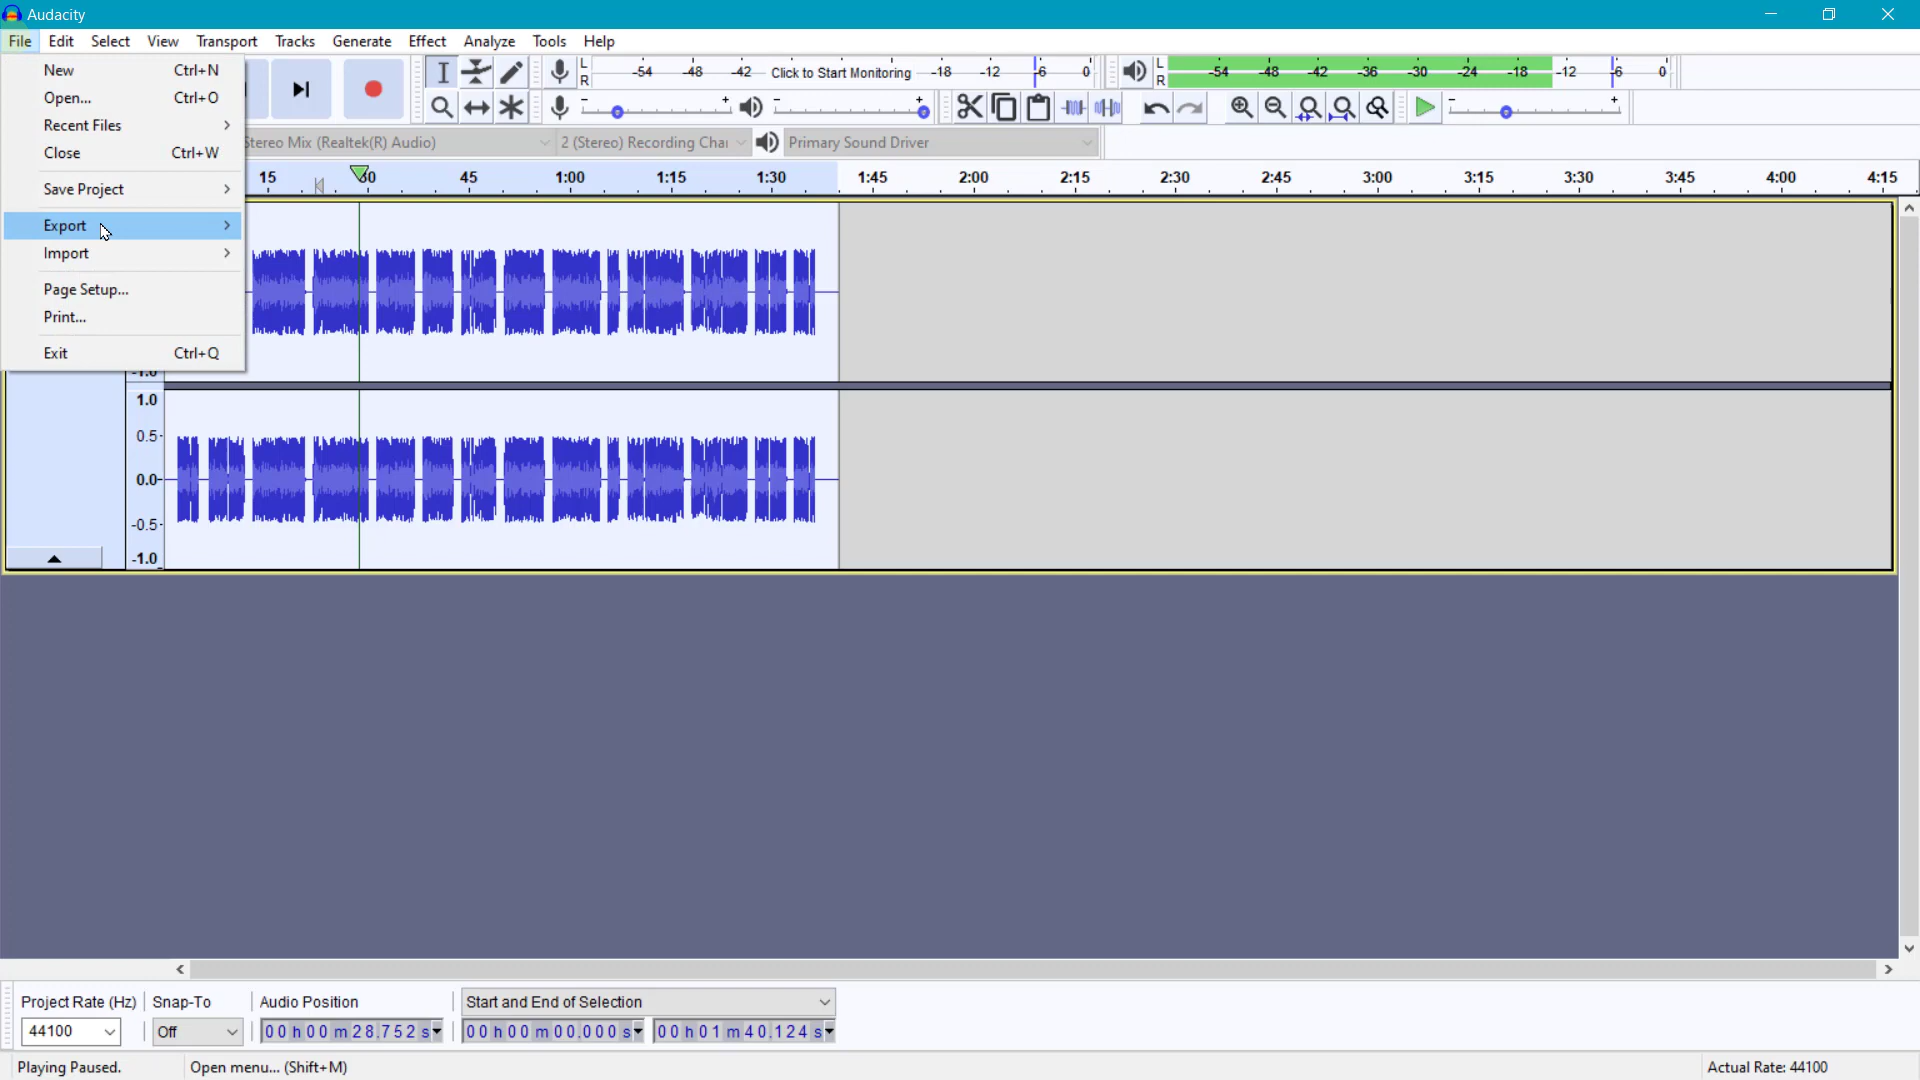 Audacity
File Edit Select View Transport Tracks Generate Effect Analyze Tools Help
New Ctrl+N
Open... Ctrl+O
Recent Files
Close Ctrl+W
Save Project
Export
Import
Page Setup...
Print...
Exit Ctrl+Q
L R -54 -48 -42 Click to Start Monitoring -18 -12 -6 0
L R -54 -48 -42 -36 -30 -24 -18 -12 -6 0
- + - + - +
Stereo Mix (Realtek(R) Audio) 2 (Stereo) Recording Chai Primary Sound Driver
15 30 45 1:00 1:15 1:30 1:45 2:00 2:15 2:30 2:45 3:00 3:15 3:30 3:45 4:00 4:15
-1.0
1.0
0.5-
0.0-
-0.5-
-1.0
Project Rate (Hz) Snap-To Audio Position Start and End of Selection
44100 Off 00 h 00 m 28.752 s 00 h 00 m 00.000 s 00 h 01 m 40.124 s
Playing Paused. Open menu... (Shift+M) Actual Rate: 44100